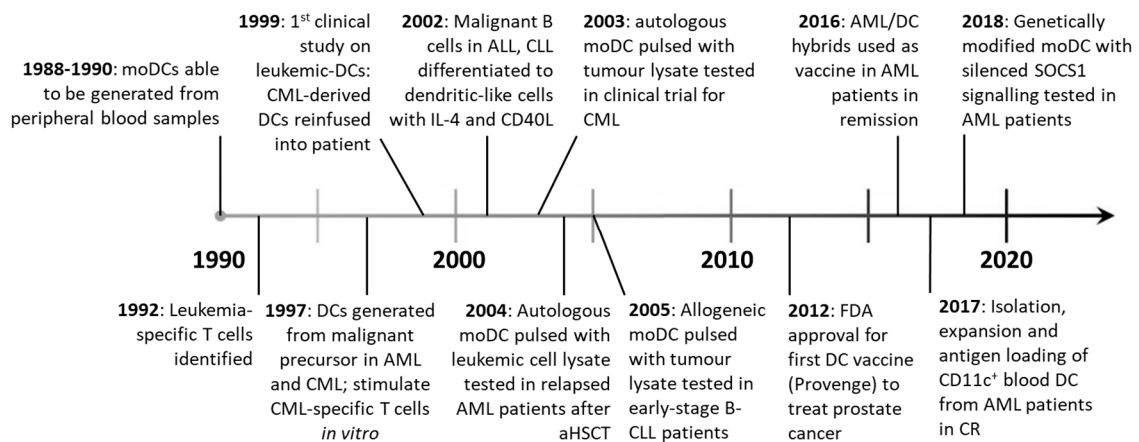 1988-1990: moDCs able
to be generated from
peripheral blood samples
1999: 1st clinical
study on
leukemic-DCs:
CML-derived
DCs reinfused
into patient
2002: Malignant B
cells in ALL, CLL
differentiated to
dendritic-like cells
with IL-4 and CD40L
2003: autologous
moDC pulsed with
tumour lysate tested
in clinical trial for
CML
2016: AML/DC
hybrids used as
vaccine in AML
patients in
remission
2018: Genetically
modified moDC with
silenced SOCS1
signalling tested in
AML patients
1990
2000
2010
2020
1992: Leukemia-
specific T cells
identified
1997: DCs generated
from malignant
precursor in AML
and CML; stimulate
CML-specific T cells
in vitro
2004: Autologous
moDC pulsed with
leukemic cell lysate
tested in relapsed
AML patients after
aHSCT
2005: Allogeneic
moDC pulsed
with tumour
lysate tested in
early-stage B-
CLL patients
2012: FDA
approval for
first DC vaccine
(Provenge) to
treat prostate
cancer
2017: Isolation,
expansion and
antigen loading of
CD11c+ blood DC
from AML patients
in CR